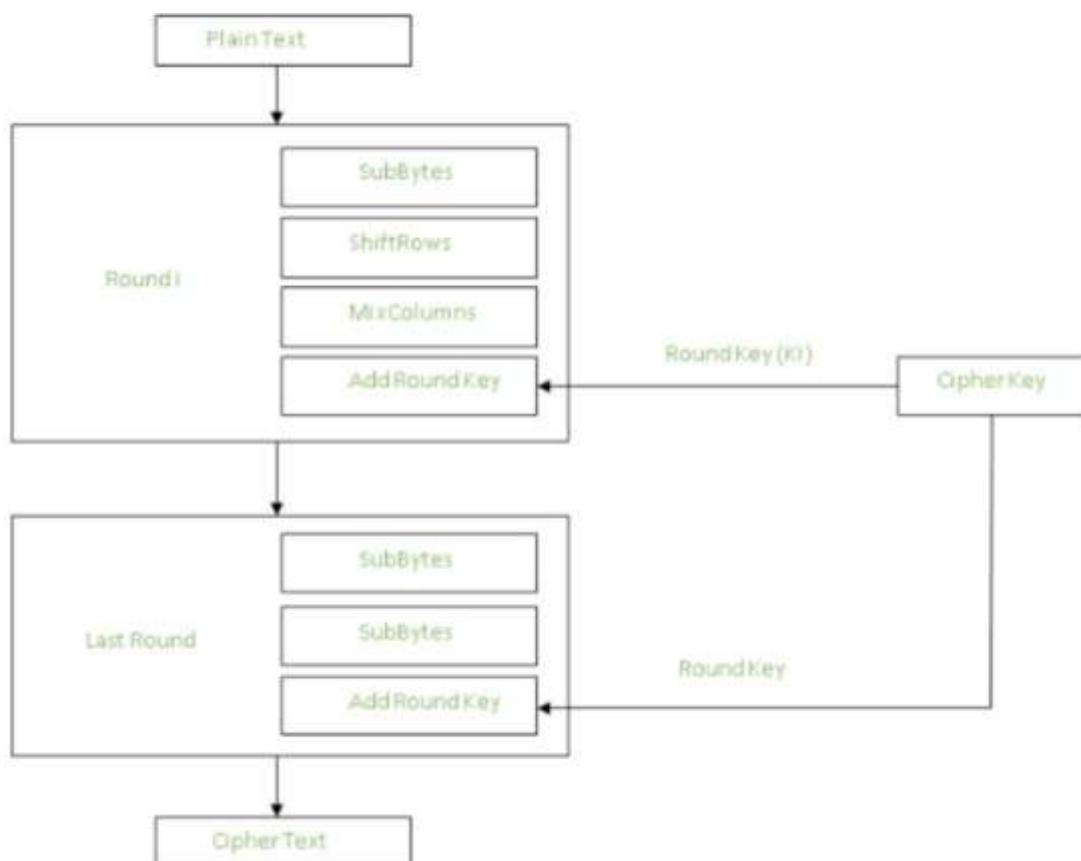 Plain Text
SubBytes
ShiftRows
Round i
MixColumns
Round Key (Ki)
Add Round Key
Cipher Key
SubBytes
SubBytes
Last Round
Round Key
Add Round Key
Cipher Text